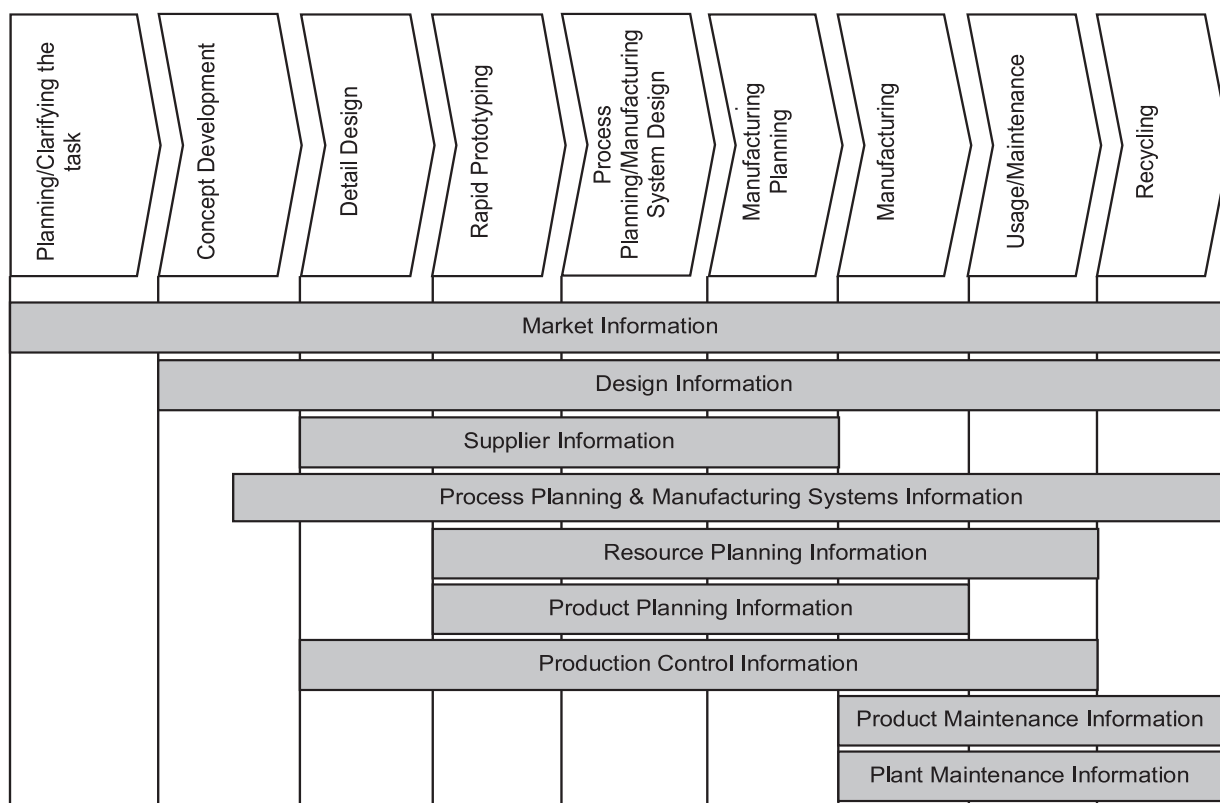 Planning/Clarifying the
task
Concept Development
Detail Design
Rapid Prototyping
Process
Planning/Manufacturing
System Design
Manufacturing
Planning
Manufacturing
Usage/Maintenance
Recycling
Market Information
Design Information
Supplier Information
Process Planning & Manufacturing Systems Information
Resource Planning Information
Product Planning Information
Production Control Information
Product Maintenance Information
Plant Maintenance Information